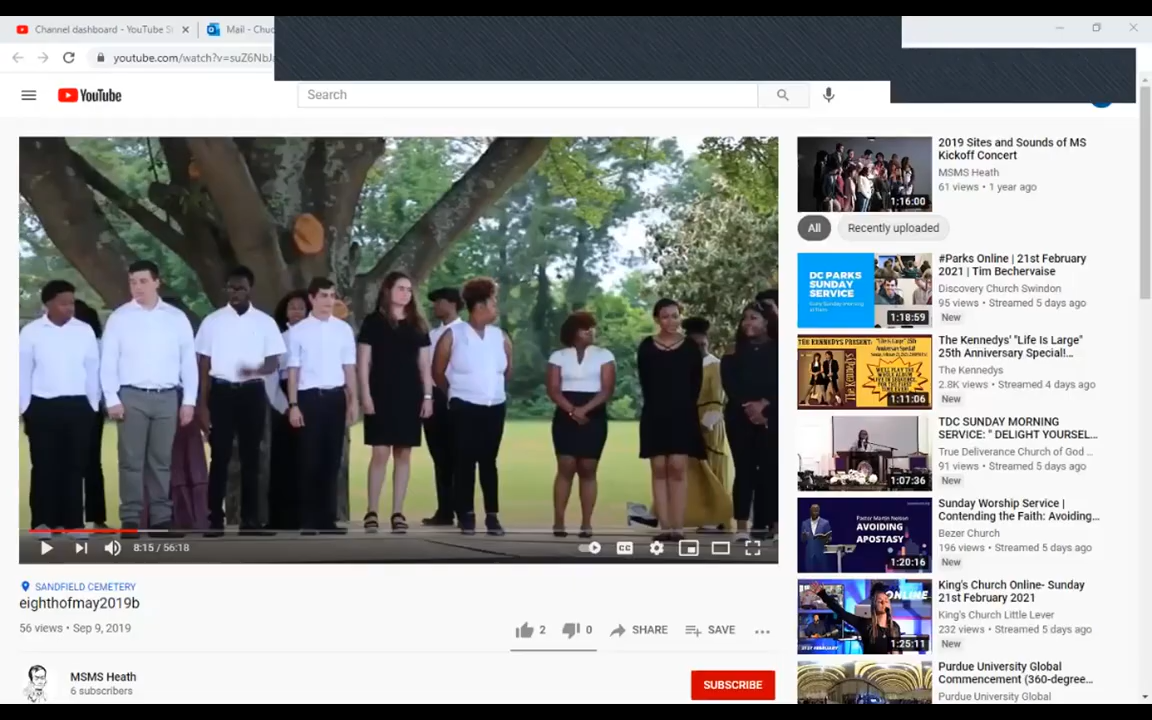 Channel dashboard - YouTube S
Mail - Chuc
youtube.com/watch?v=suZ6NbJ
YouTube
Search
8:15 / 56:18
CC
SANDFIELD CEMETERY
eighthofmay2019b
56 views • Sep 9, 2019
2
0
SHARE
SAVE
MSMS Heath
6 subscribers
SUBSCRIBE
1:16:00
2019 Sites and Sounds of MS
Kickoff Concert
MSMS Heath
61 views • 1 year ago
All
Recently uploaded
DC PARKS
SUNDAY
SERVICE
1:18:59
#Parks Online | 21st February
2021 | Tim Bechervaise
Discovery Church Swindon
95 views • Streamed 5 days ago
New
1:11:06
The Kennedys' "Life Is Large"
25th Anniversary Special!...
The Kennedys
2.8K views • Streamed 4 days ago
New
1:07:36
TDC SUNDAY MORNING
SERVICE: " DELIGHT YOURSEL...
True Deliverance Church of God ...
91 views • Streamed 5 days ago
New
Pastor Martin Nelson
AVOIDING
APOSTASY
1:20:16
Sunday Worship Service |
Contending the Faith: Avoiding...
Bezer Church
196 views • Streamed 5 days ago
New
ONLINE
1:25:11
King's Church Online- Sunday
21st February 2021
King's Church Little Lever
232 views • Streamed 5 days ago
New
Purdue University Global
Commencement (360-degree...
Purdue University Global